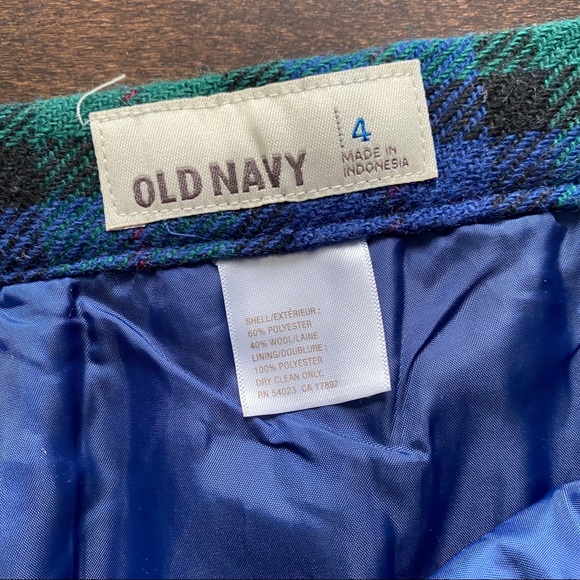 OLD NAVY
4
MADE IN
INDONESIA
SHELL/EXTÉRIEUR :
60% POLYESTER
40% WOOL/LAINE
LINING/DOUBLURE :
100% POLYESTER
DRY CLEAN ONLY
RN 54023 CA 17897